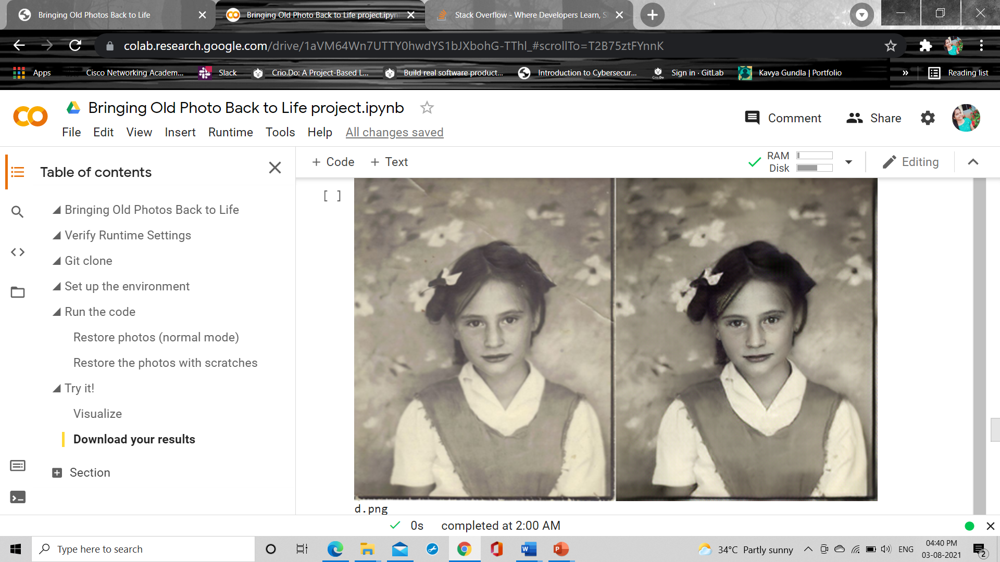 Bringing Old Photos Back to Life
Bringing Old Photo Back to Life project.ipyn
Stack Overflow - Where Developers Learn, S
colab.research.google.com/drive/1aVM64Wn7UTTY0hwdYS1bJXbohG-TThl_#scrollTo=T2B75ztFYnnK
Apps
Cisco Networking Academ...
Slack
Crio.Do: A Project-Based L...
Build real software product...
Introduction to Cybersecur...
Crio.Do
Sign in · GitLab
Kavya Gundla | Portfolio
»
Reading list
Bringing Old Photo Back to Life project.ipynb
File Edit View Insert Runtime Tools Help All changes saved
Comment
Share
Table of contents
+ Code + Text
RAM
Disk
Editing
[ ]
Bringing Old Photos Back to Life
Verify Runtime Settings
Git clone
Set up the environment
Run the code
Restore photos (normal mode)
Restore the photos with scratches
Try it!
Visualize
Download your results
Section
d.png
0s completed at 2:00 AM
Type here to search
34°C Partly sunny
ENG
04:40 PM
03-08-2021
2